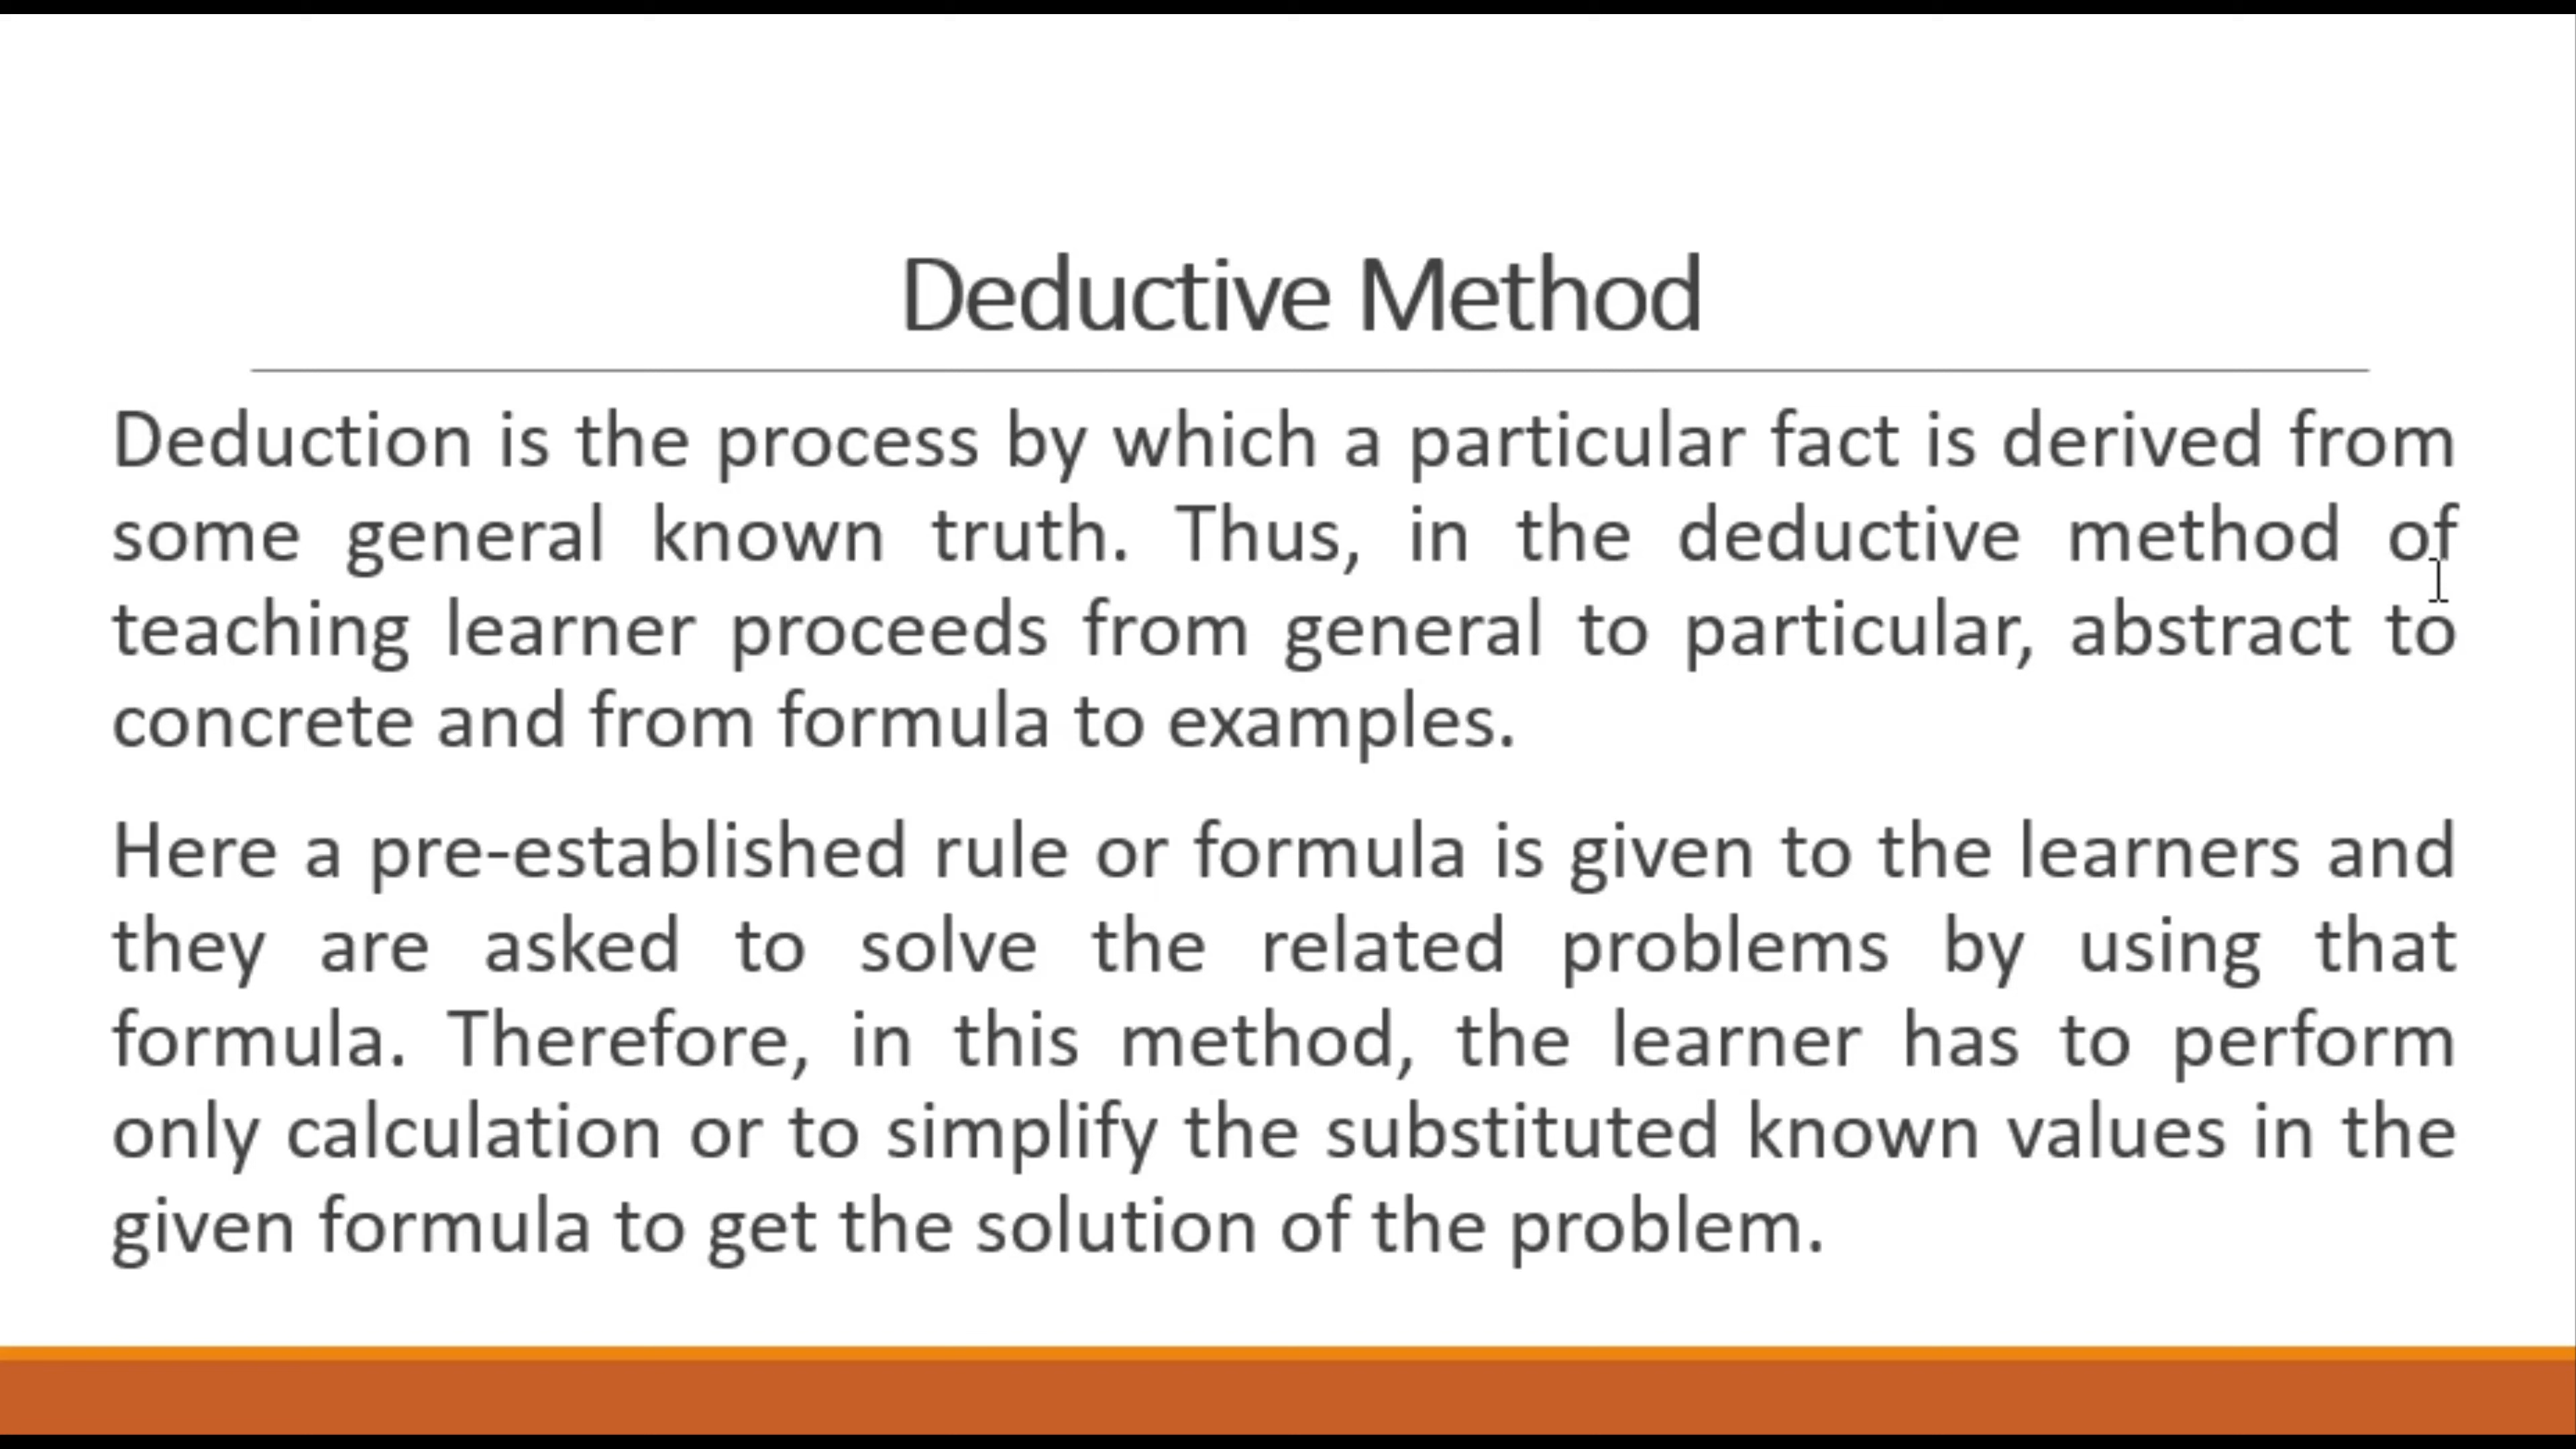 Deductive Method
Deduction is the process by which a particular fact is derived from
some general known truth. Thus, in the deductive method of
teaching learner proceeds from general to particular, abstract to
concrete and from formula to examples.
Here a pre-established rule or formula is given to the learners and
they are asked to solve the related problems by using that
formula. Therefore, in this method, the learner has to perform
only calculation or to simplify the substituted known values in the
given formula to get the solution of the problem.